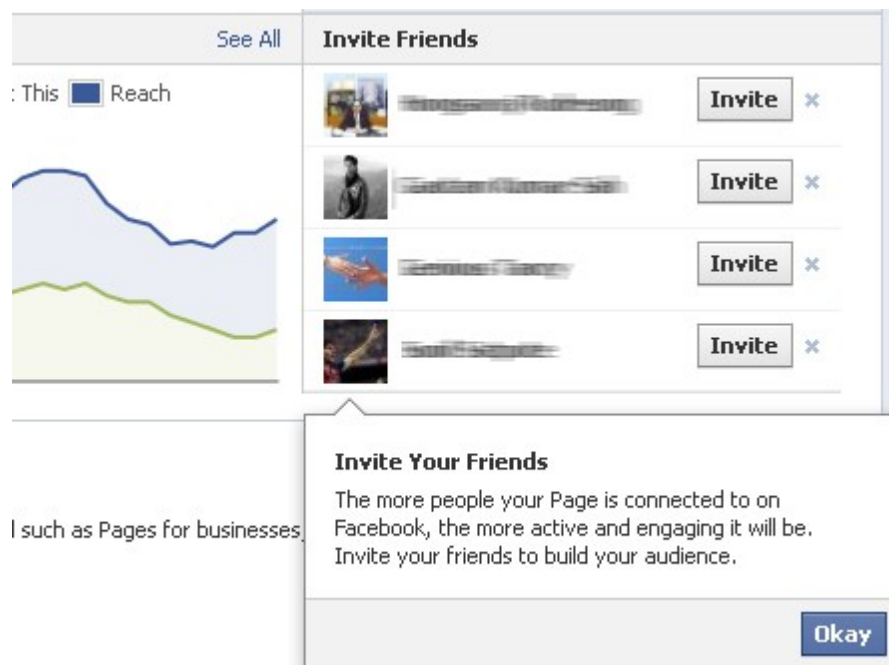 See All
Invite Friends
This Reach
Invite
Invite
Invite
Invite
Invite Your Friends
The more people your Page is connected to on
Facebook, the more active and engaging it will be.
Invite your friends to build your audience.
such as Pages for businesses,
Okay